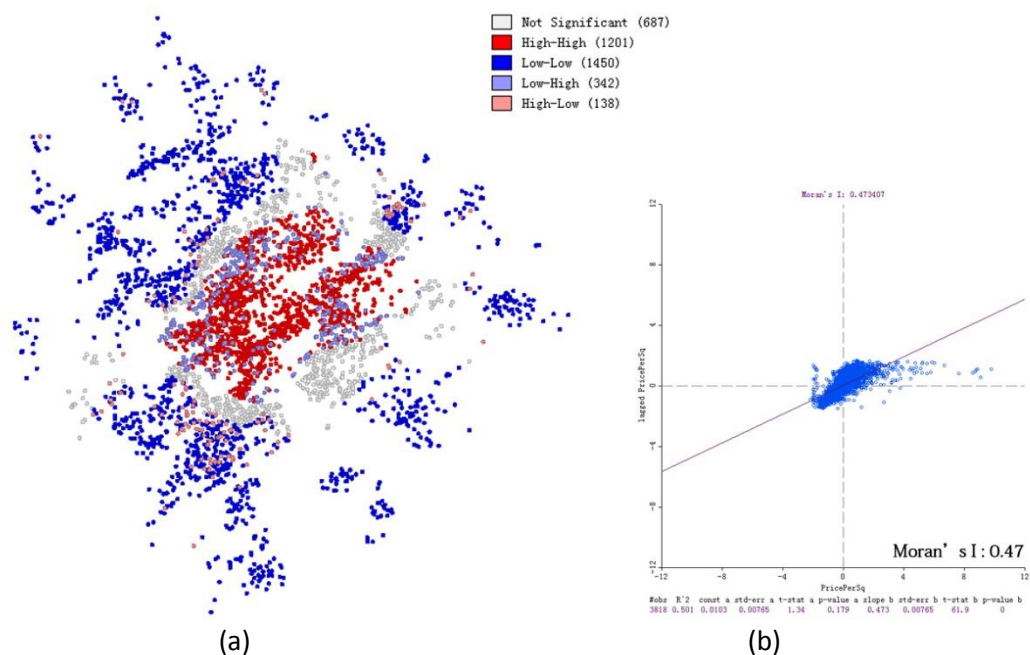 Not Significant (687)
High-High (1201)
Low-Low (1450)
Low-High (342)
High-Low (138)
Moran's I: 0.473407
12
8
4
0
-4
-8
-12
lagged PricePerSq
-12
-8
-4
0
4
8
12
PricePerSq
Moran's I:0.47
#obs R^2 const a std-err a t-stat a p-value a slope b std-err b t-stat b p-value b
3818 0.501 0.0103 0.00765 1.34 0.179 0.473 0.00765 61.9 0
(a)
(b)